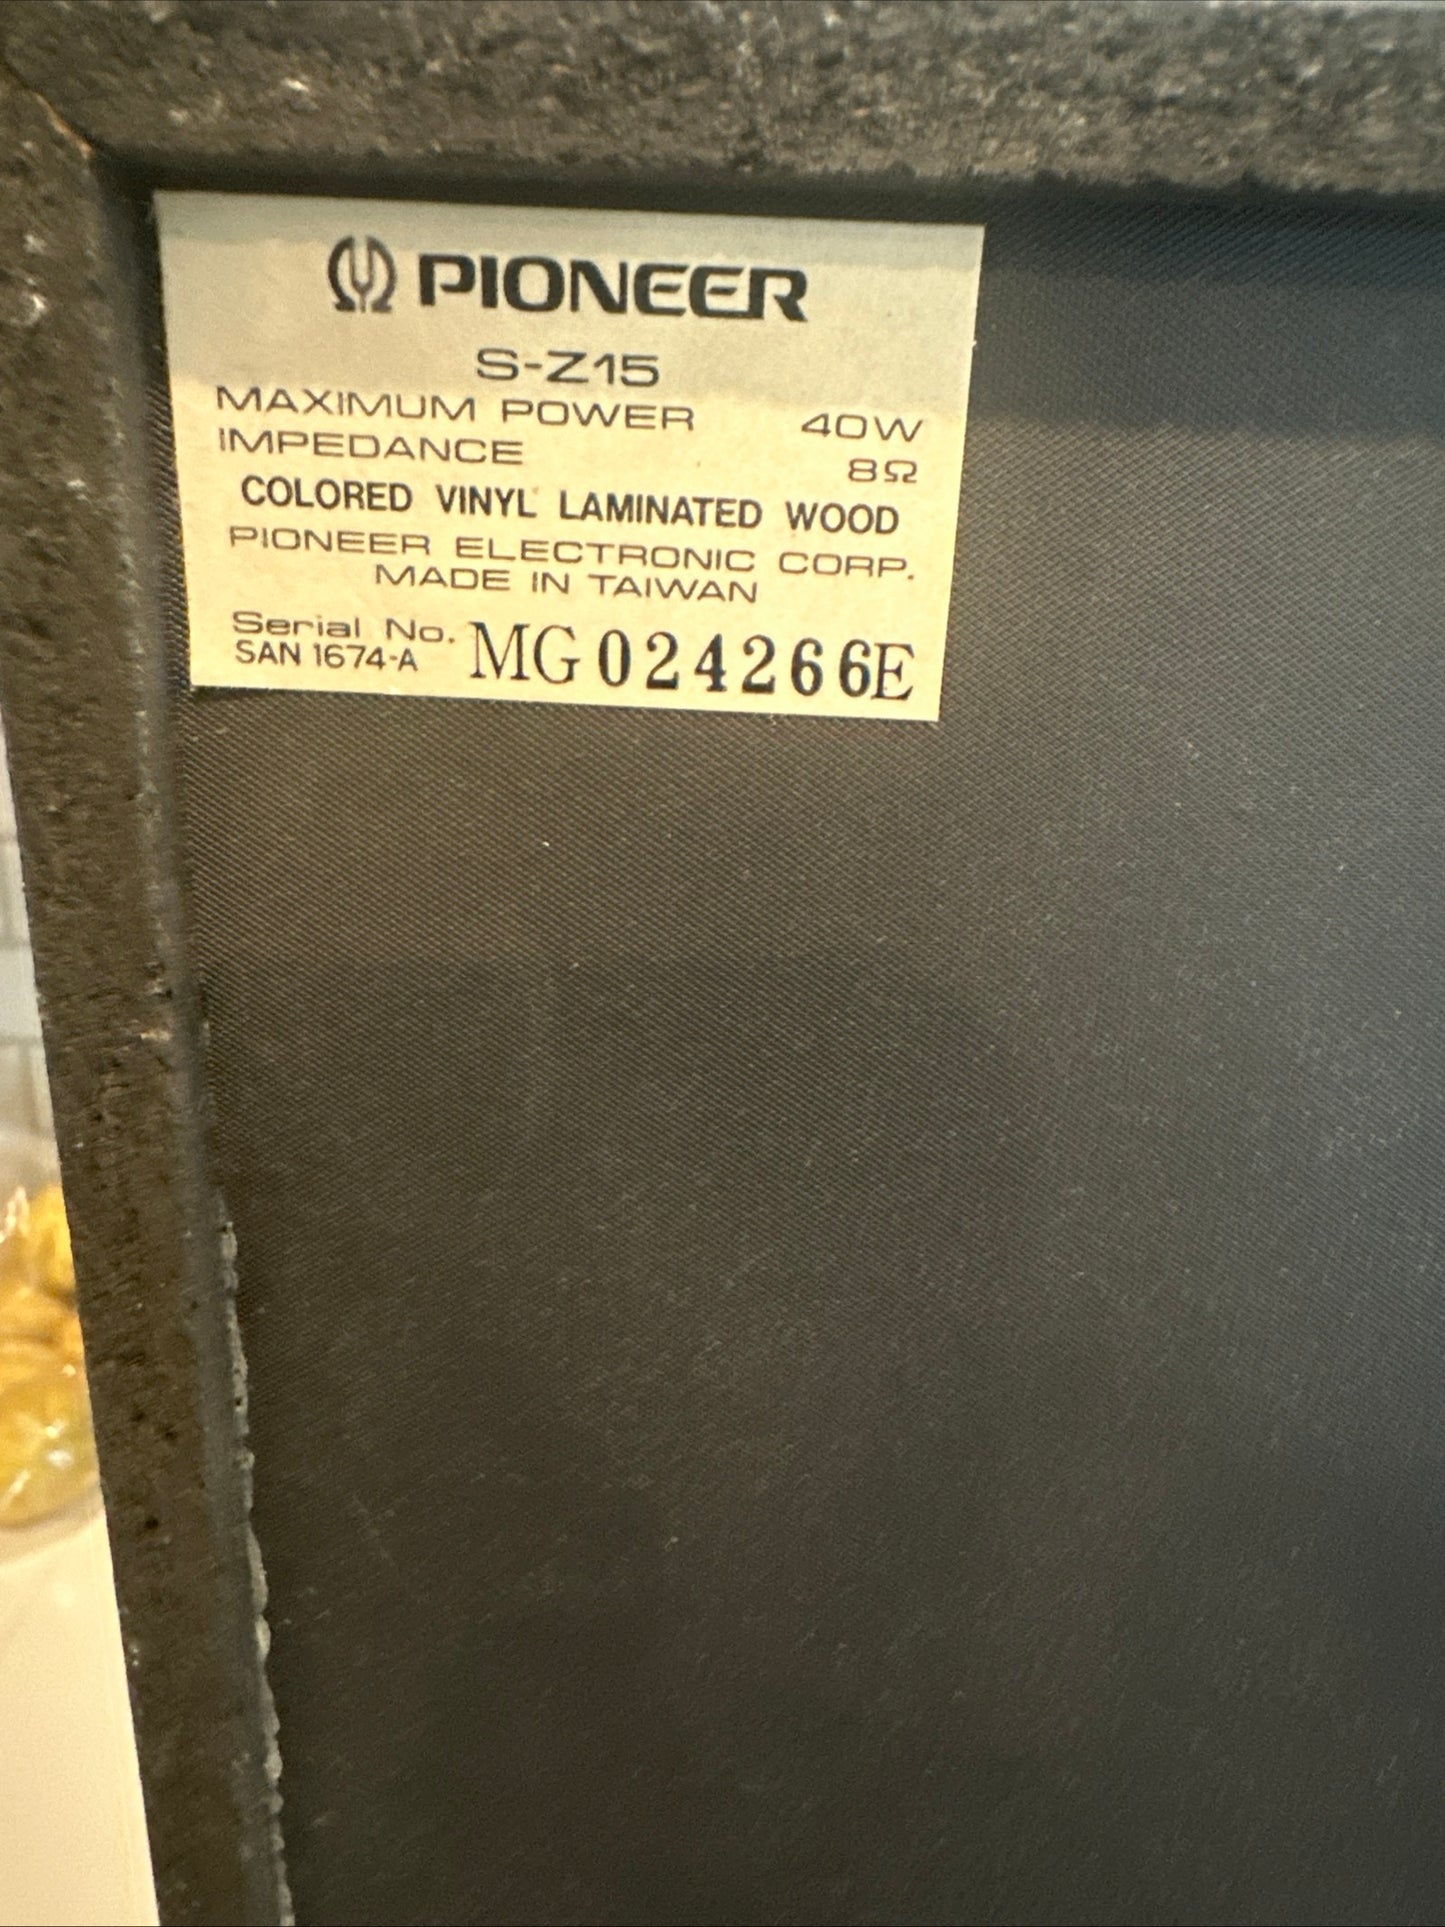 PIONEER
S-Z15
MAXIMUM POWER 40W
IMPEDANCE 8Ω
COLORED VINYL LAMINATED WOOD
PIONEER ELECTRONIC CORP.
MADE IN TAIWAN
Serial No. MG024266E
SAN 1674-A